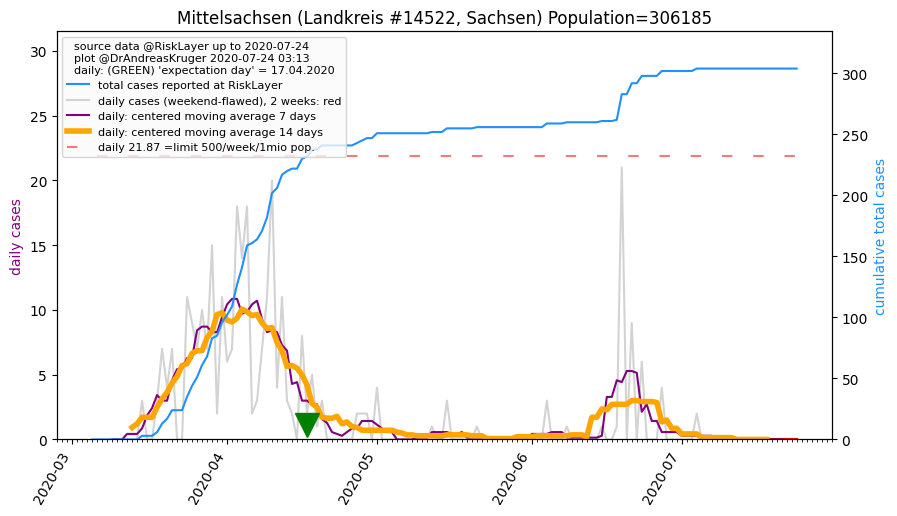 Mittelsachsen (Landkreis #14522, Sachsen) Population=306185
source data @RiskLayer up to 2020-07-24
plot @DrAndreasKruger 2020-07-24 03:13
daily: (GREEN) 'expectation day' = 17.04.2020
total cases reported at RiskLayer
daily cases (weekend-flawed), 2 weeks: red
daily: centered moving average 7 days
daily: centered moving average 14 days
daily 21.87 =limit 500/week/1mio pop.
daily cases
30
25
20
15
10
5
0
cumulative total cases
300
250
200
150
100
50
0
2020-03
2020-04
2020-05
2020-06
2020-07